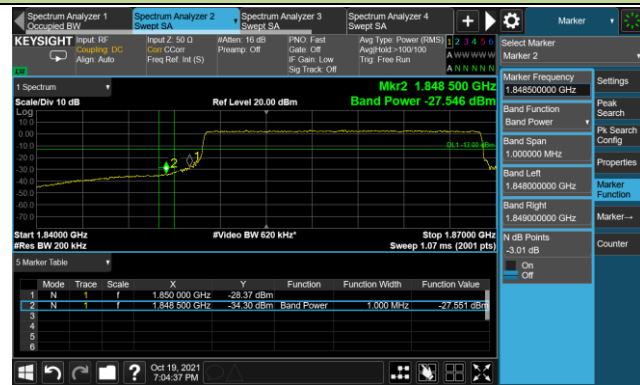 Spectrum Analyzer 1
Occupied BW
Spectrum Analyzer 2
Swept SA
Spectrum Analyzer 3
Swept SA
Spectrum Analyzer 4
Swept SA
Marker
KEYSIGHT
Input: RF
Coupling: DC
Align: Auto
Input Z: 50 Ω
Corr CCorr
Freq Ref: Int (S)
#Atten: 16 dB
Preamp: Off
PNO: Fast
Gate: Off
IF Gain: Low
Sig Track: Off
Avg Type: Power (RMS)
Avg|Hold:>100/100
Trig: Free Run
1 2 3 4 5 6
A W W W W W
A N N N N N
LXI
Select Marker
Marker 2
1 Spectrum
Scale/Div 10 dB
Ref Level 20.00 dBm
Mkr2 1.848 500 GHz
Band Power -27.546 dBm
Log
10.0
0.00
-10.0
-20.0
-30.0
-40.0
-50.0
-60.0
-70.0
DL1 -13.00 dBm
2
1
Start 1.84000 GHz
#Res BW 200 kHz
#Video BW 620 kHz*
Stop 1.87000 GHz
Sweep 1.07 ms (2001 pts)
5 Marker Table
Mode Trace Scale X Y Function Function Width Function Value
1 N 1 f 1.850 000 GHz -28.37 dBm
2 N 1 f 1.848 500 GHz -34.30 dBm Band Power 1.000 MHz -27.551 dBm
3
4
5
6
Oct 19, 2021
7:04:37 PM
Marker Frequency
1.848500000 GHz
Band Function
Band Power
Band Span
1.000000 MHz
Band Left
1.848000000 GHz
Band Right
1.849000000 GHz
N dB Points
-3.01 dB
On
Off
Settings
Peak
Search
Pk Search
Config
Properties
Marker
Function
Marker→
Counter